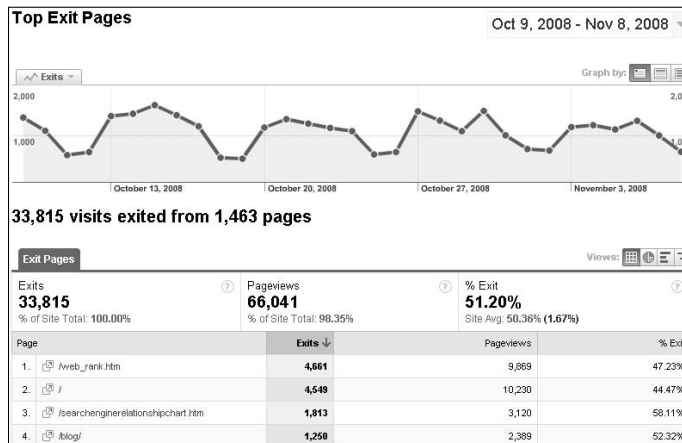 Top Exit Pages
Oct 9, 2008 - Nov 8, 2008
Exits
Graph by:
2,000
1,000
October 13, 2008 October 20, 2008 October 27, 2008 November 3, 2008
33,815 visits exited from 1,463 pages
Exit Pages
Views:
Exits Pageviews % Exit
33,815 66,041 51.20%
% of Site Total: 100.00% % of Site Total: 98.35% Site Avg: 50.36% (1.67%)
Page Exits Pageviews
1. /web_rank.htm 4,661 9,869 47.23%
2. / 4,549 10,230 44.47%
3. /searchenginerelationshipchart.htm 1,813 3,120 58.11%
4. /blog/ 1,250 2,389 52.32%